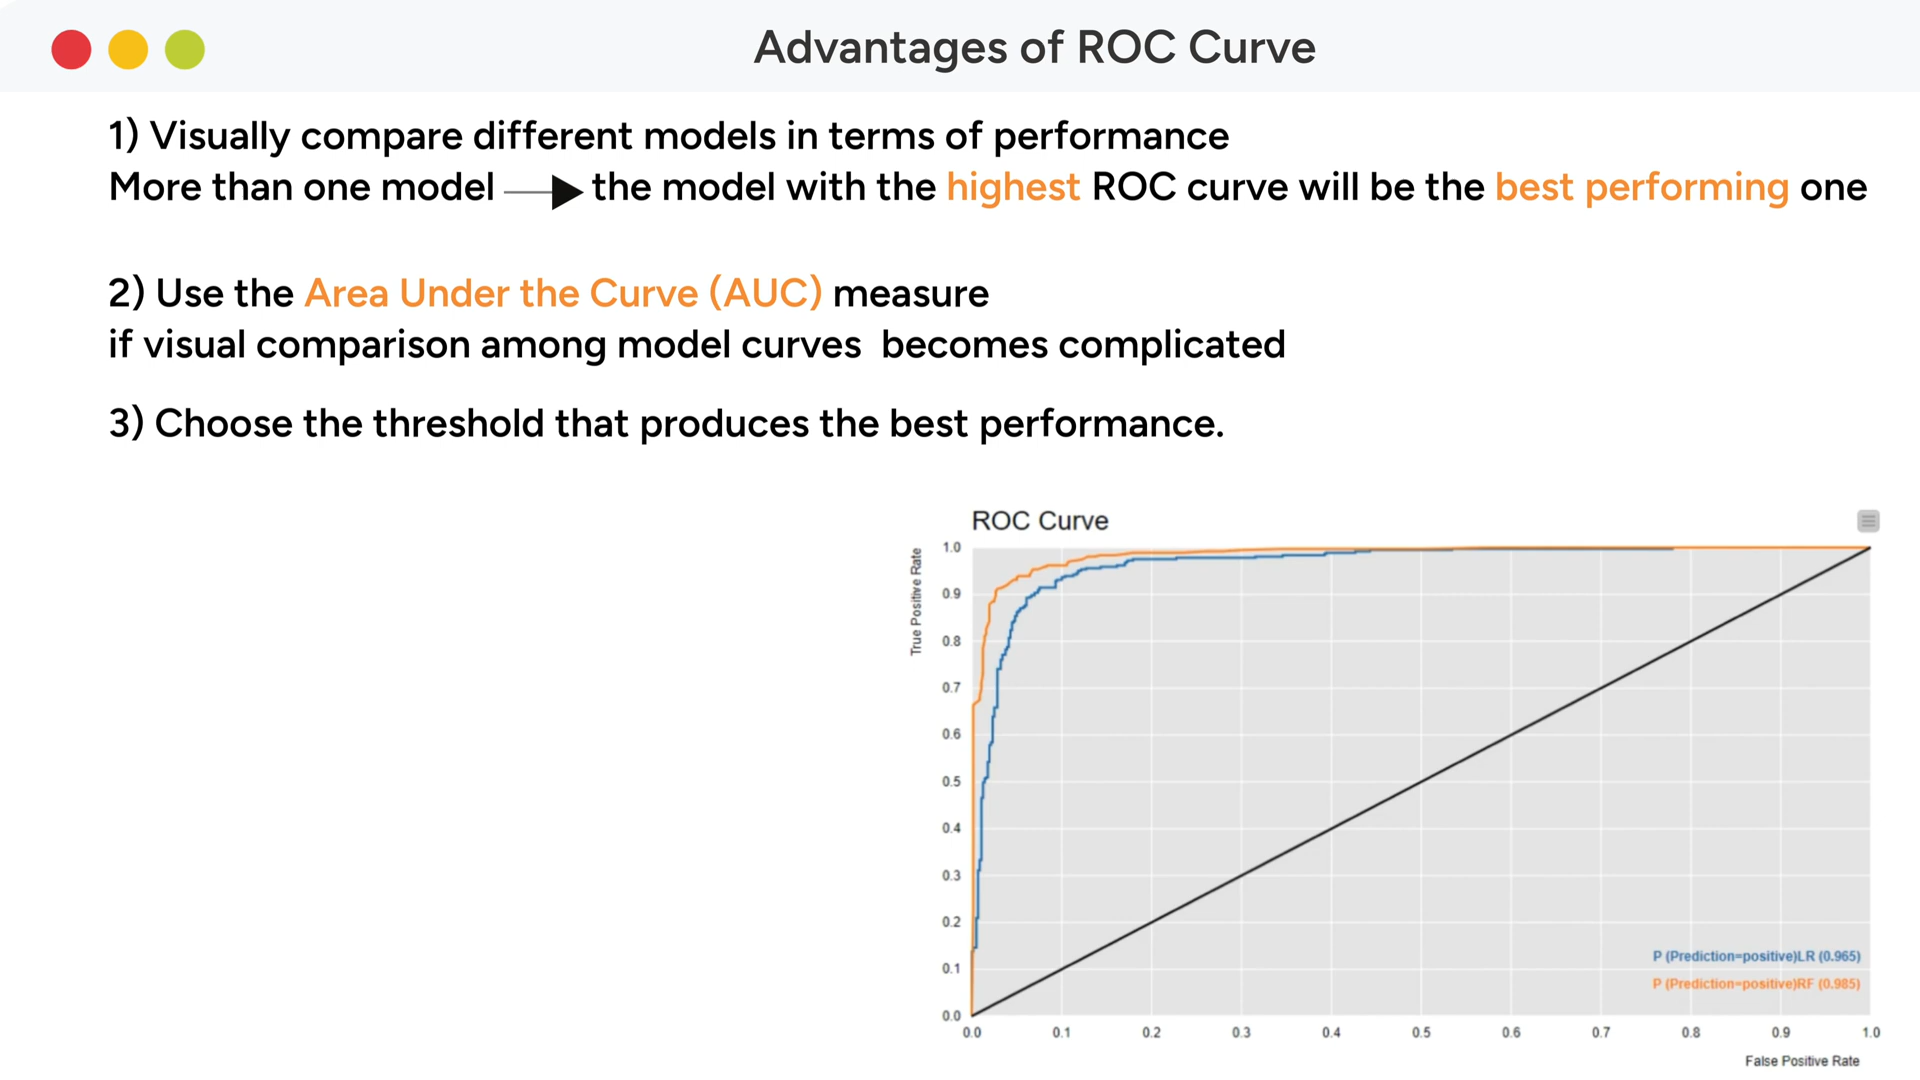 Advantages of ROC Curve
1) Visually compare different models in terms of performance
More than one model the model with the highest ROC curve will be the best performing one
2) Use the Area Under the Curve (AUC) measure
if visual comparison among model curves becomes complicated
3) Choose the threshold that produces the best performance.
ROC Curve
True Positive Rate
1.0
0.9
0.8
0.7
0.6
0.5
0.4
0.3
0.2
0.1
0.0
P (Prediction=positive)LR (0.965)
P (Prediction=positive)RF (0.985)
0.0 0.1 0.2 0.3 0.4 0.5 0.6 0.7 0.8 0.9 1.0
False Positive Rate